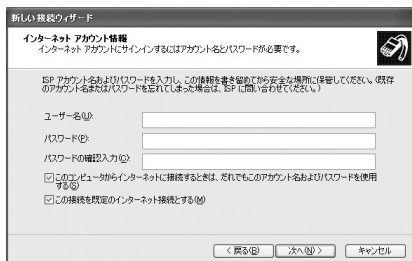 新しい接続ウィザード
インターネット アカウント情報
インターネット アカウントにサインインするにはアカウント名とパスワードが必要です。
ISP アカウント名およびパスワードを入力し、この情報を書き留めてから安全な場所に保管してください。(既存
のアカウント名またはパスワードを忘れてしまった場合は、ISP に問い合わせてください。)
ユーザー名(U):
パスワード(P):
パスワードの確認入力(C):
このコンピュータからインターネットに接続するときは、だれでもこのアカウント名およびパスワードを使用
する(S)
この接続を既定のインターネット接続とする(M)
< 戻る(B)
次へ(N) >
キャンセル